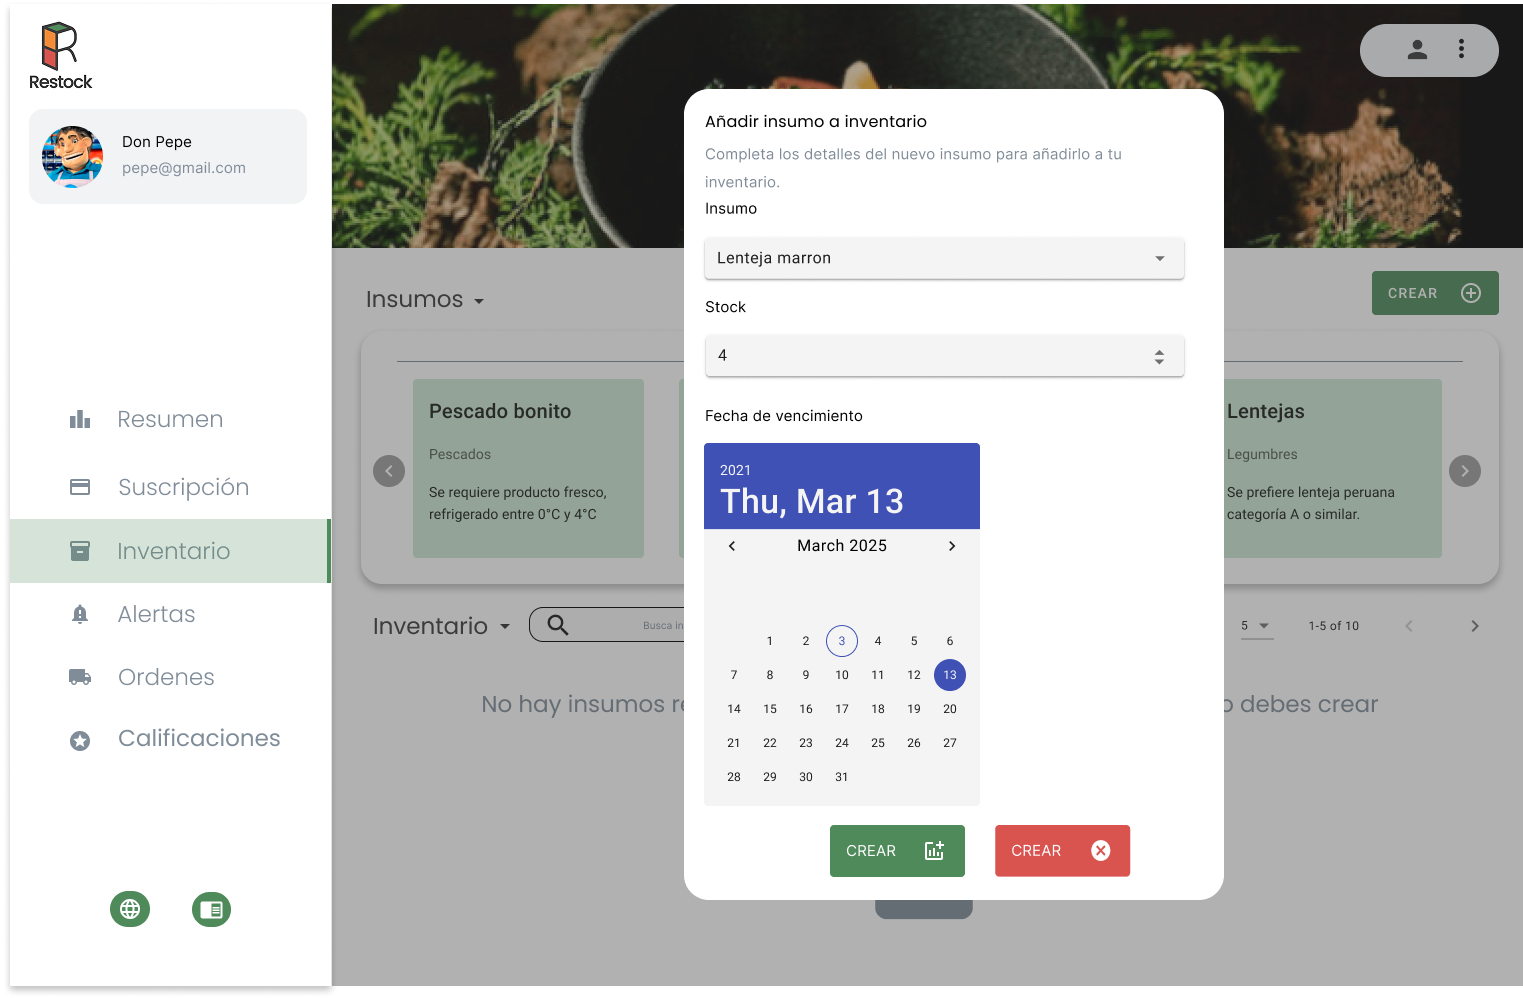 Restock
Don Pepe
pepe@gmail.com
Resumen
Suscripción
Inventario
Alertas
Ordenes
Calificaciones
Insumos
CREAR
Pescado bonito
Pescados
Se requiere producto fresco,
refrigerado entre 0°C y 4°C
Lentejas
Legumbres
Se prefiere lenteja peruana
categoría A o similar.
Inventario
Busca in
5
1-5 of 10
No hay insumos re
o debes crear
Añadir insumo a inventario
Completa los detalles del nuevo insumo para añadirlo a tu
inventario.
Insumo
Lenteja marron
Stock
4
Fecha de vencimiento
2021
Thu, Mar 13
March 2025
1 2 3 4 5 6
7 8 9 10 11 12 13
14 15 16 17 18 19 20
21 22 23 24 25 26 27
28 29 30 31
CREAR
CREAR